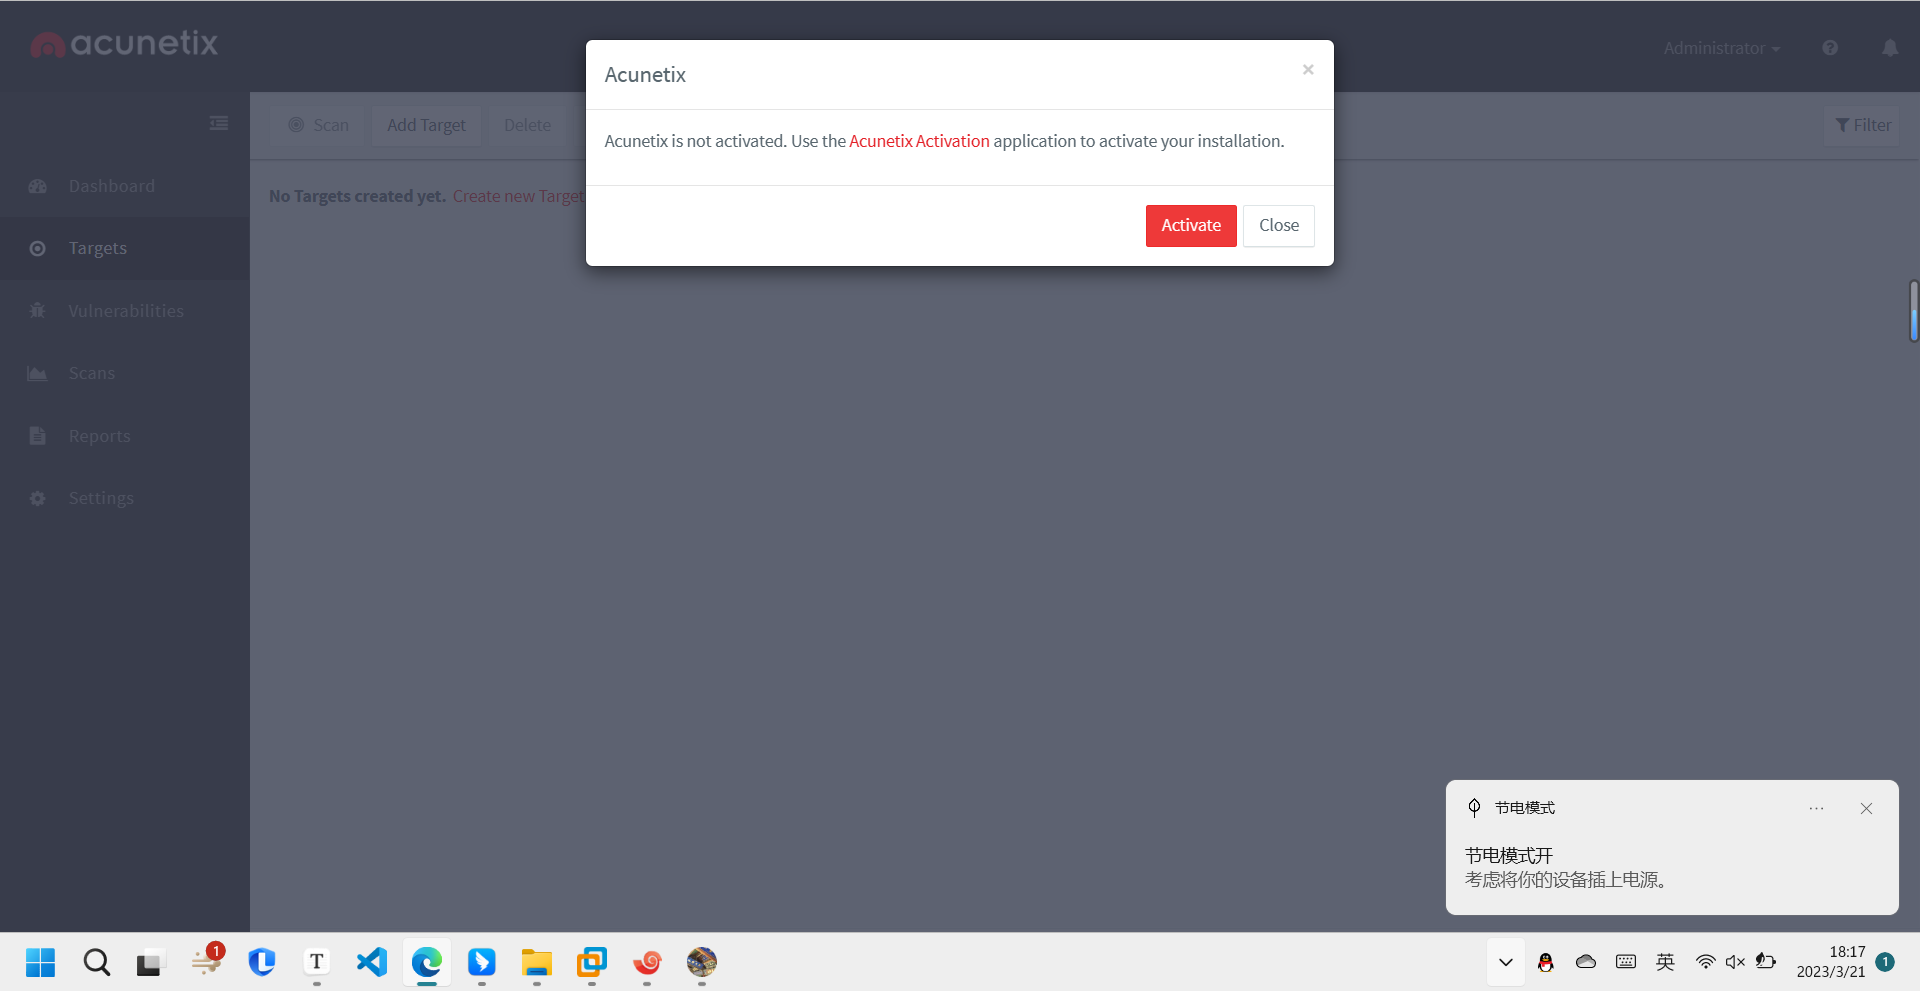 acunetix
Administrator
Acunetix
×
Scan
Add Target
Delete
Filter
Acunetix is not activated. Use the Acunetix Activation application to activate your installation.
No Targets created yet. Create new Target
Activate
Close
Dashboard
Targets
Vulnerabilities
Scans
Reports
Settings
节电模式
节电模式开
考虑将你的设备插上电源。
1
T
英
18:17
2023/3/21
1